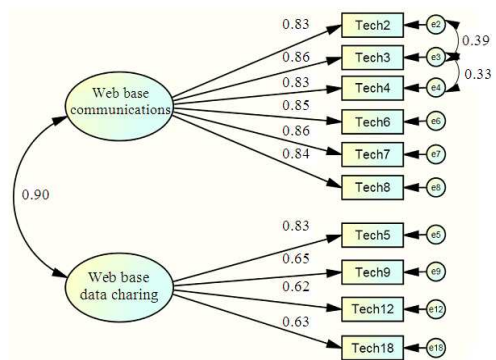 0.83
Tech2
e2
0.39
0.86
Tech3
e3
0.33
0.83
Tech4
e4
Web base
communications
0.85
Tech6
e6
0.86
Tech7
e7
0.84
Tech8
e8
0.90
0.83
Tech5
e5
Web base
data charing
0.65
Tech9
e9
0.62
Tech12
e12
0.63
Tech18
e18